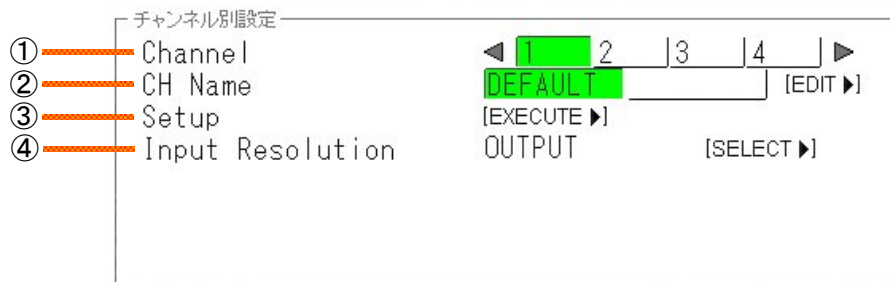 チャンネル別設定
① Channel ◀ 1 2 3 4 ▶
② CH Name DEFAULT [EDIT ▶]
③ Setup [EXECUTE ▶]
④ Input Resolution OUTPUT [SELECT ▶]